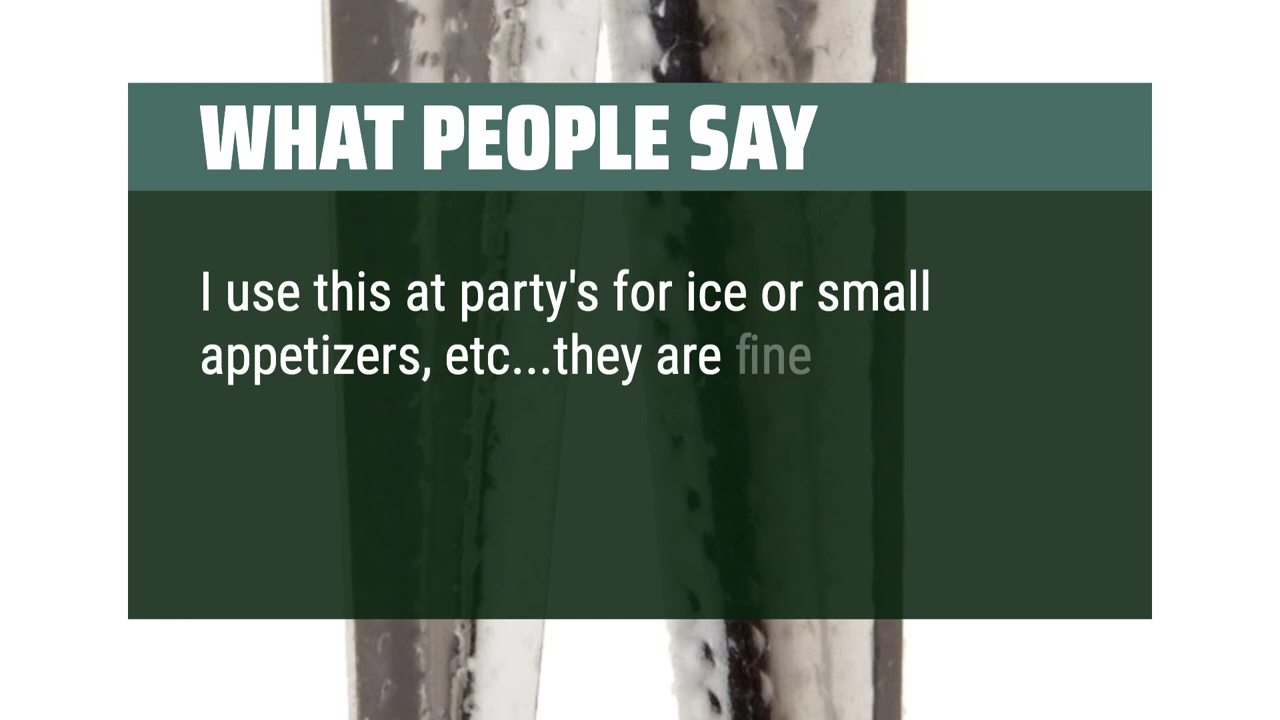 WHAT PEOPLE SAY
I use this at party's for ice or small
appetizers, etc...they are fine